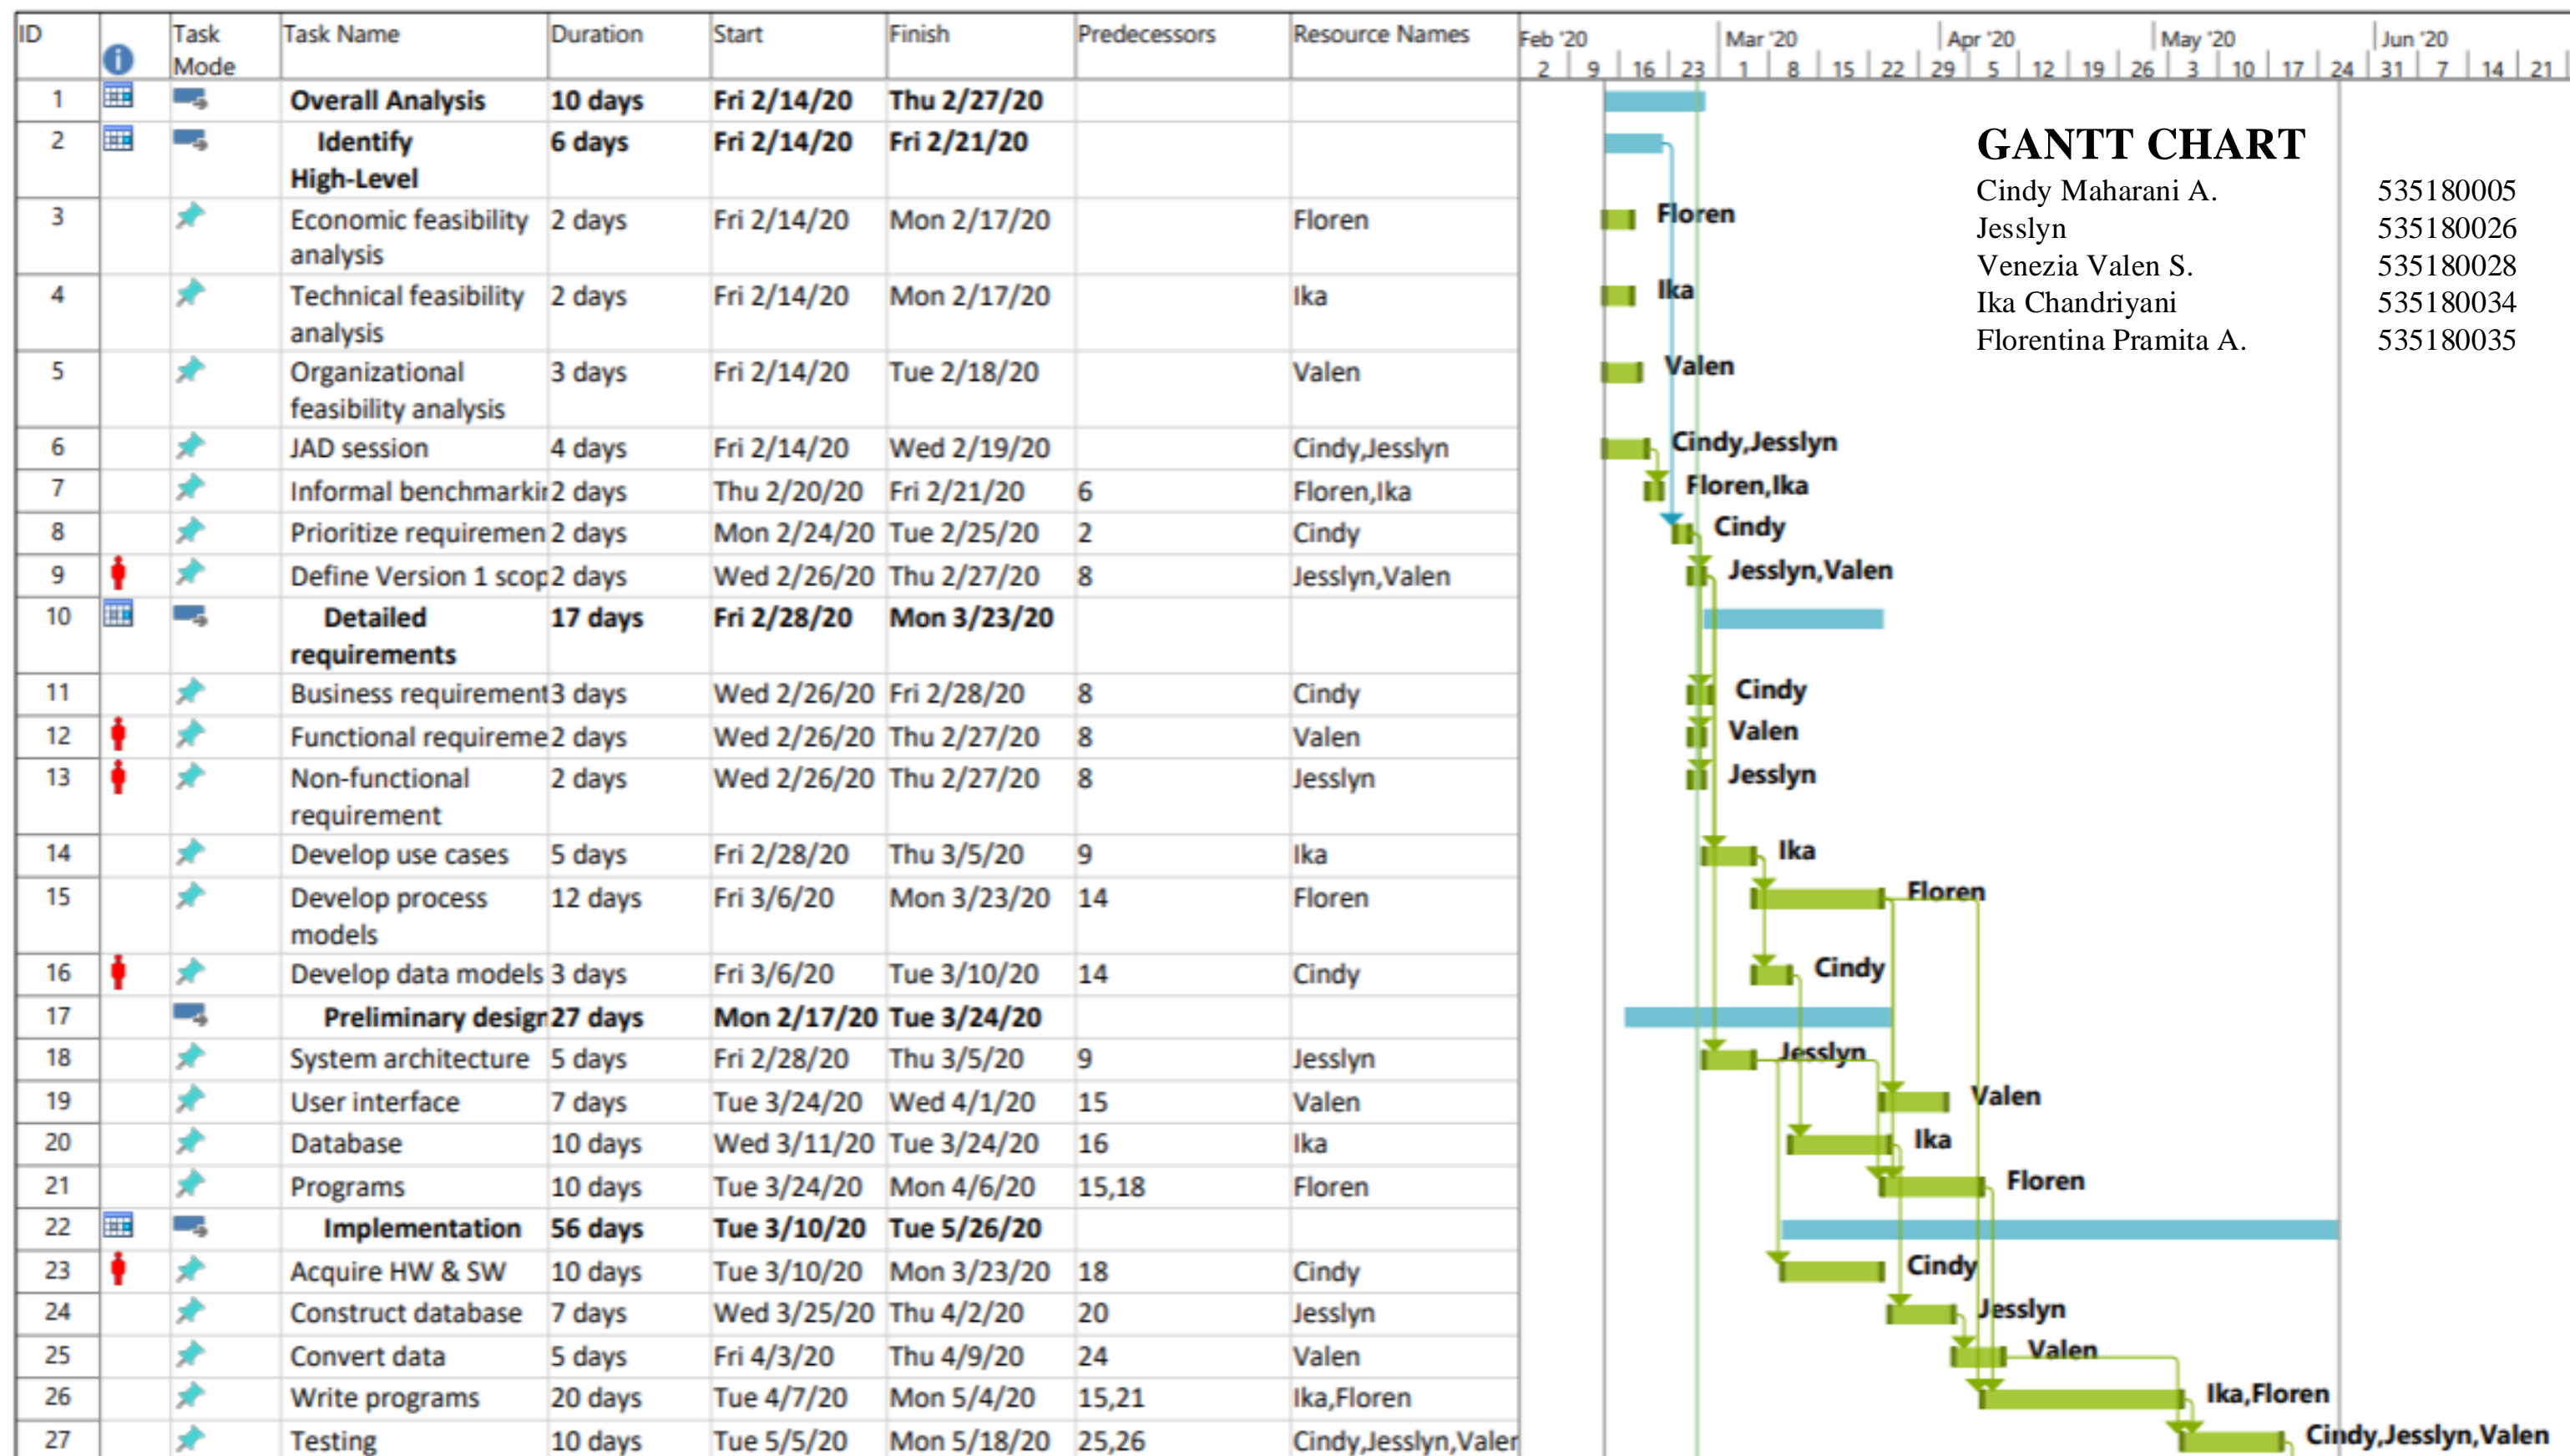 ID Task Mode Task Name Duration Start Finish Predecessors Resource Names
Feb '20 Mar '20 Apr '20 May '20 Jun '20
2 9 16 23 1 8 15 22 29 5 12 19 26 3 10 17 24 31 7 14 21
1 Overall Analysis 10 days Fri 2/14/20 Thu 2/27/20
2 Identify High-Level 6 days Fri 2/14/20 Fri 2/21/20
GANTT CHART
Cindy Maharani A. 535180005
Jesslyn 535180026
Venezia Valen S. 535180028
Ika Chandriyani 535180034
Florentina Pramita A. 535180035
3 Economic feasibility analysis 2 days Fri 2/14/20 Mon 2/17/20 Floren Floren
4 Technical feasibility analysis 2 days Fri 2/14/20 Mon 2/17/20 Ika Ika
5 Organizational feasibility analysis 3 days Fri 2/14/20 Tue 2/18/20 Valen Valen
6 JAD session 4 days Fri 2/14/20 Wed 2/19/20 Cindy,Jesslyn Cindy,Jesslyn
7 Informal benchmarkin 2 days Thu 2/20/20 Fri 2/21/20 6 Floren,Ika Floren,Ika
8 Prioritize requiremen 2 days Mon 2/24/20 Tue 2/25/20 2 Cindy Cindy
9 Define Version 1 scop 2 days Wed 2/26/20 Thu 2/27/20 8 Jesslyn,Valen Jesslyn,Valen
10 Detailed requirements 17 days Fri 2/28/20 Mon 3/23/20
11 Business requirement 3 days Wed 2/26/20 Fri 2/28/20 8 Cindy Cindy
12 Functional requireme 2 days Wed 2/26/20 Thu 2/27/20 8 Valen Valen
13 Non-functional requirement 2 days Wed 2/26/20 Thu 2/27/20 8 Jesslyn Jesslyn
14 Develop use cases 5 days Fri 2/28/20 Thu 3/5/20 9 Ika Ika
15 Develop process models 12 days Fri 3/6/20 Mon 3/23/20 14 Floren Floren
16 Develop data models 3 days Fri 3/6/20 Tue 3/10/20 14 Cindy Cindy
17 Preliminary design 27 days Mon 2/17/20 Tue 3/24/20
18 System architecture 5 days Fri 2/28/20 Thu 3/5/20 9 Jesslyn Jesslyn
19 User interface 7 days Tue 3/24/20 Wed 4/1/20 15 Valen Valen
20 Database 10 days Wed 3/11/20 Tue 3/24/20 16 Ika Ika
21 Programs 10 days Tue 3/24/20 Mon 4/6/20 15,18 Floren Floren
22 Implementation 56 days Tue 3/10/20 Tue 5/26/20
23 Acquire HW & SW 10 days Tue 3/10/20 Mon 3/23/20 18 Cindy Cindy
24 Construct database 7 days Wed 3/25/20 Thu 4/2/20 20 Jesslyn Jesslyn
25 Convert data 5 days Fri 4/3/20 Thu 4/9/20 24 Valen Valen
26 Write programs 20 days Tue 4/7/20 Mon 5/4/20 15,21 Ika,Floren Ika,Floren
27 Testing 10 days Tue 5/5/20 Mon 5/18/20 25,26 Cindy,Jesslyn,Valen Cindy,Jesslyn,Valen